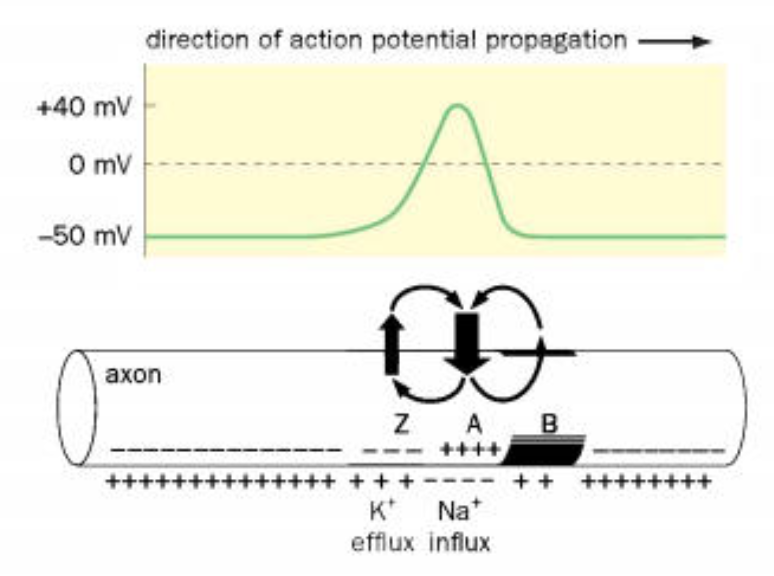 direction of action potential propagation
+40 mV
0 mV
–50 mV
axon
Z A B
– – – – – – – – – – – – – – – – – – – – – – – – – ++++ – – – – – – – – – –
+++++++++++++++ + + + – – – – – + + ++++++++
K⁺ Na⁺
efflux influx